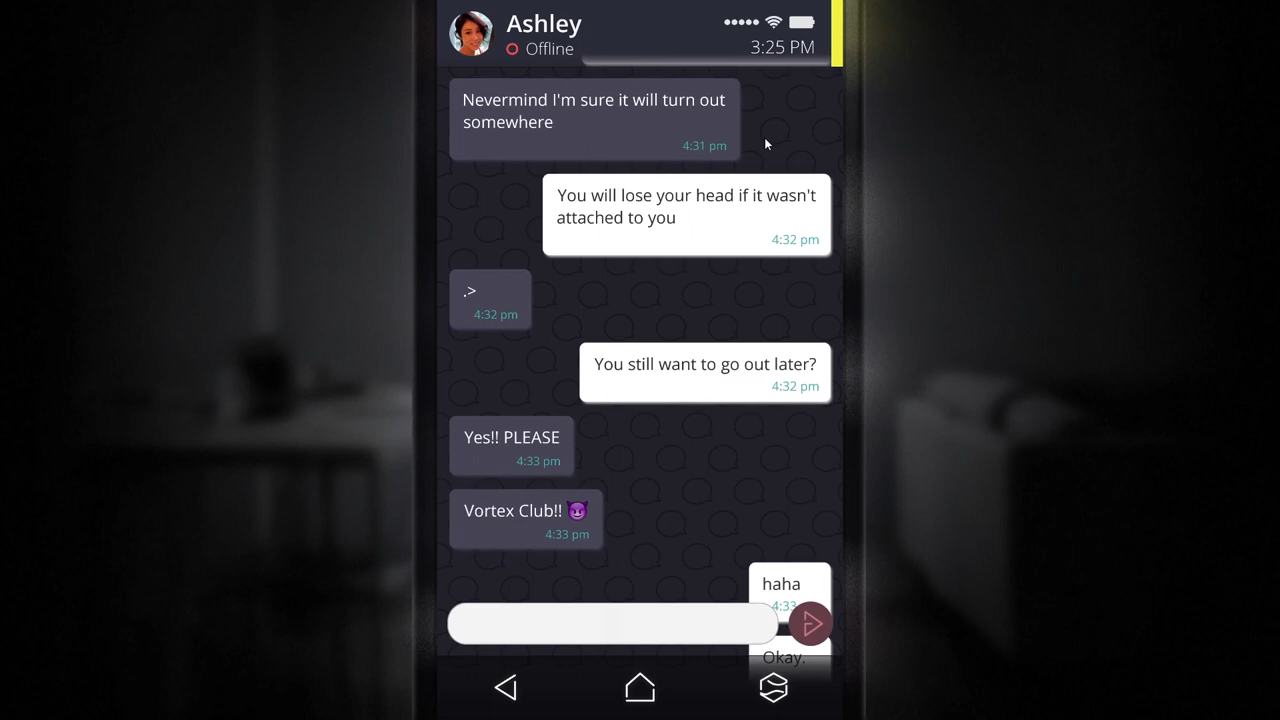 Ashley
Offline
3:25 PM
Nevermind I'm sure it will turn out
somewhere
4:31 pm
You will lose your head if it wasn't
attached to you
4:32 pm
.>
4:32 pm
You still want to go out later?
4:32 pm
Yes!! PLEASE
4:33 pm
Vortex Club!! 😈
4:33 pm
haha
4:33
Okay.